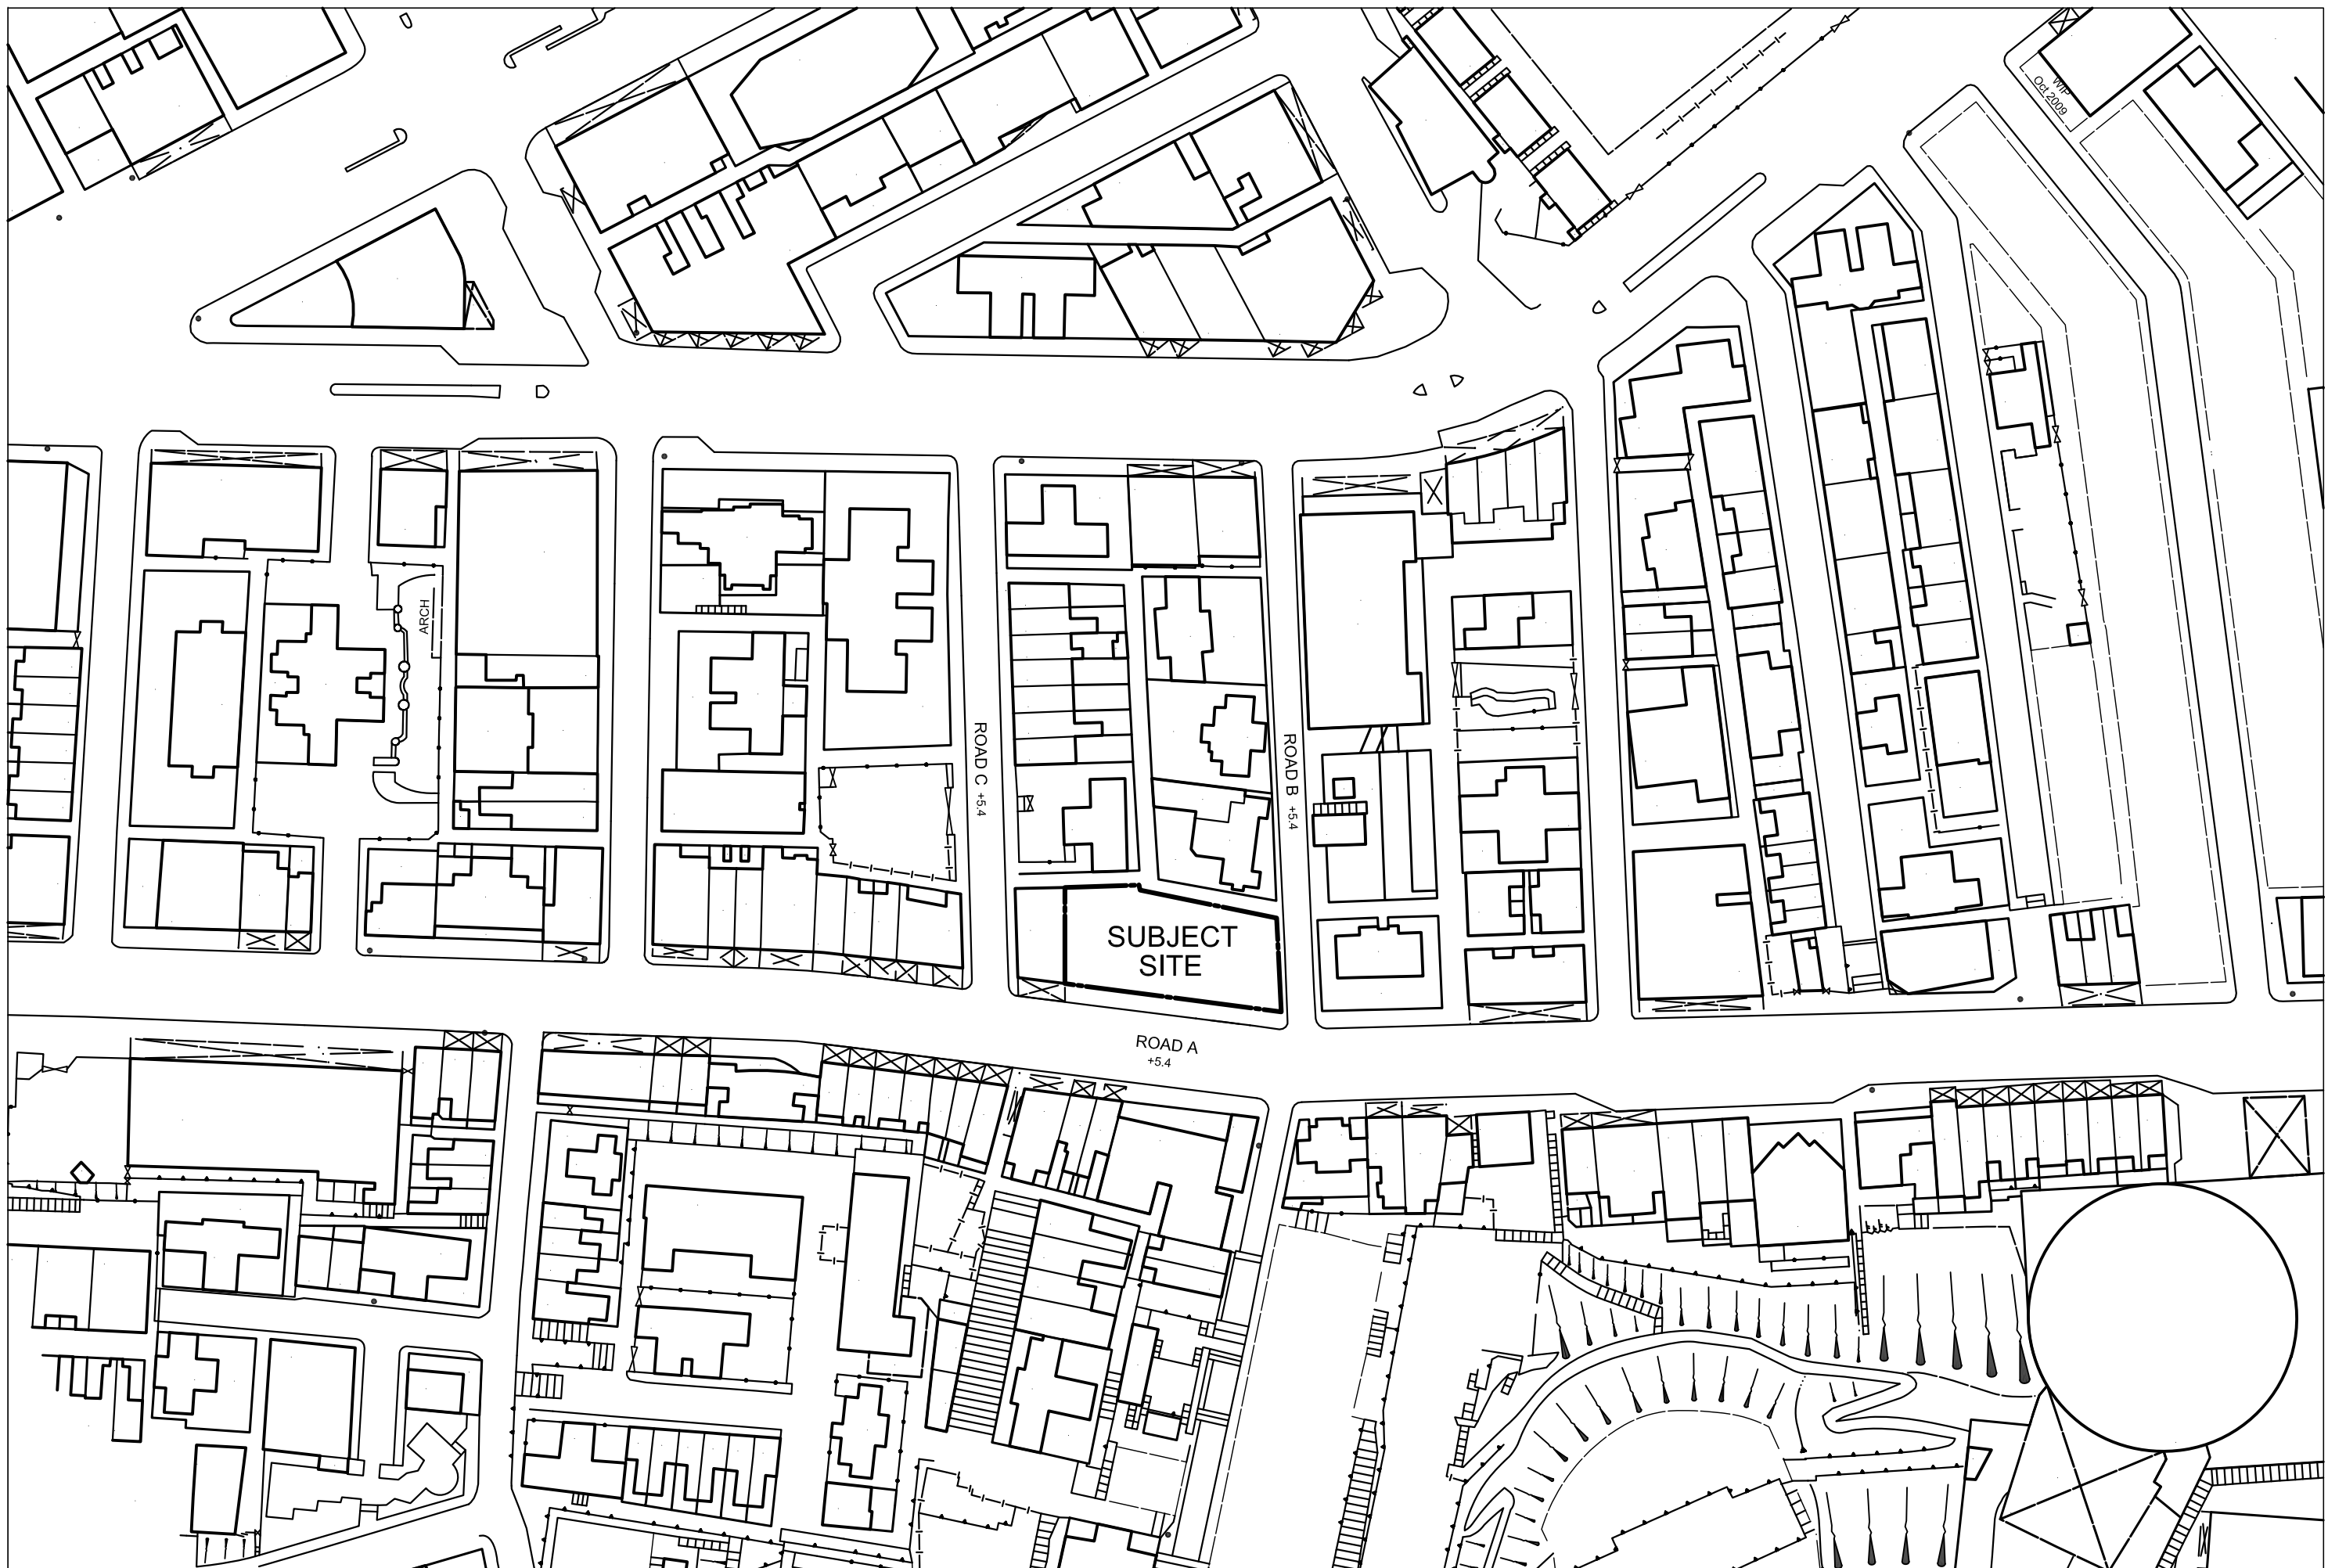 WIP
Oct 2009
ARCH
ROAD C +5.4
ROAD B +5.4
SUBJECT
SITE
ROAD A
+5.4